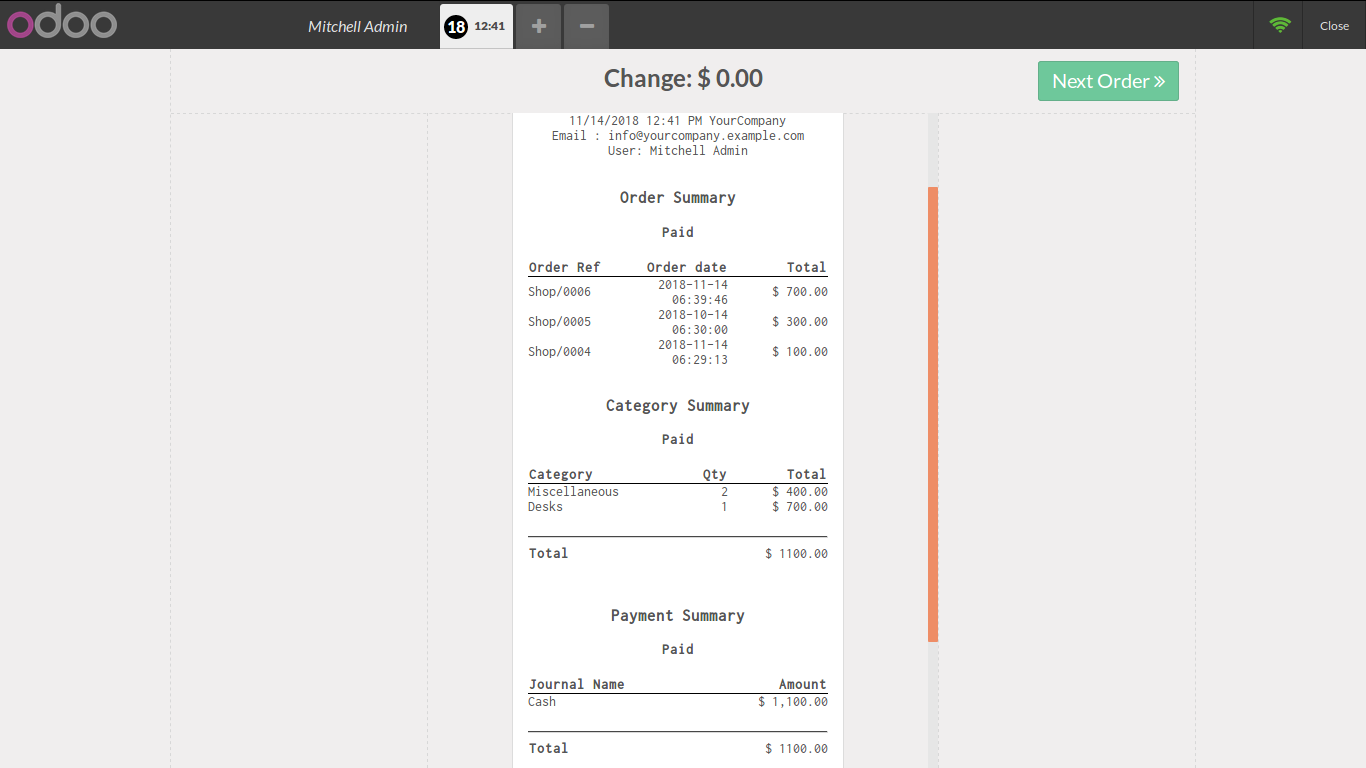 odoo
Mitchell Admin
18 12:41
+
−
Close
Change: $ 0.00
Next Order »
11/14/2018 12:41 PM YourCompany
Email : info@yourcompany.example.com
User: Mitchell Admin
Order Summary
Paid
Order Ref Order date Total
Shop/0006 2018-11-14 06:39:46 $ 700.00
Shop/0005 2018-10-14 06:30:00 $ 300.00
Shop/0004 2018-11-14 06:29:13 $ 100.00
Category Summary
Paid
Category Qty Total
Miscellaneous 2 $ 400.00
Desks 1 $ 700.00
Total $ 1100.00
Payment Summary
Paid
Journal Name Amount
Cash $ 1,100.00
Total $ 1100.00